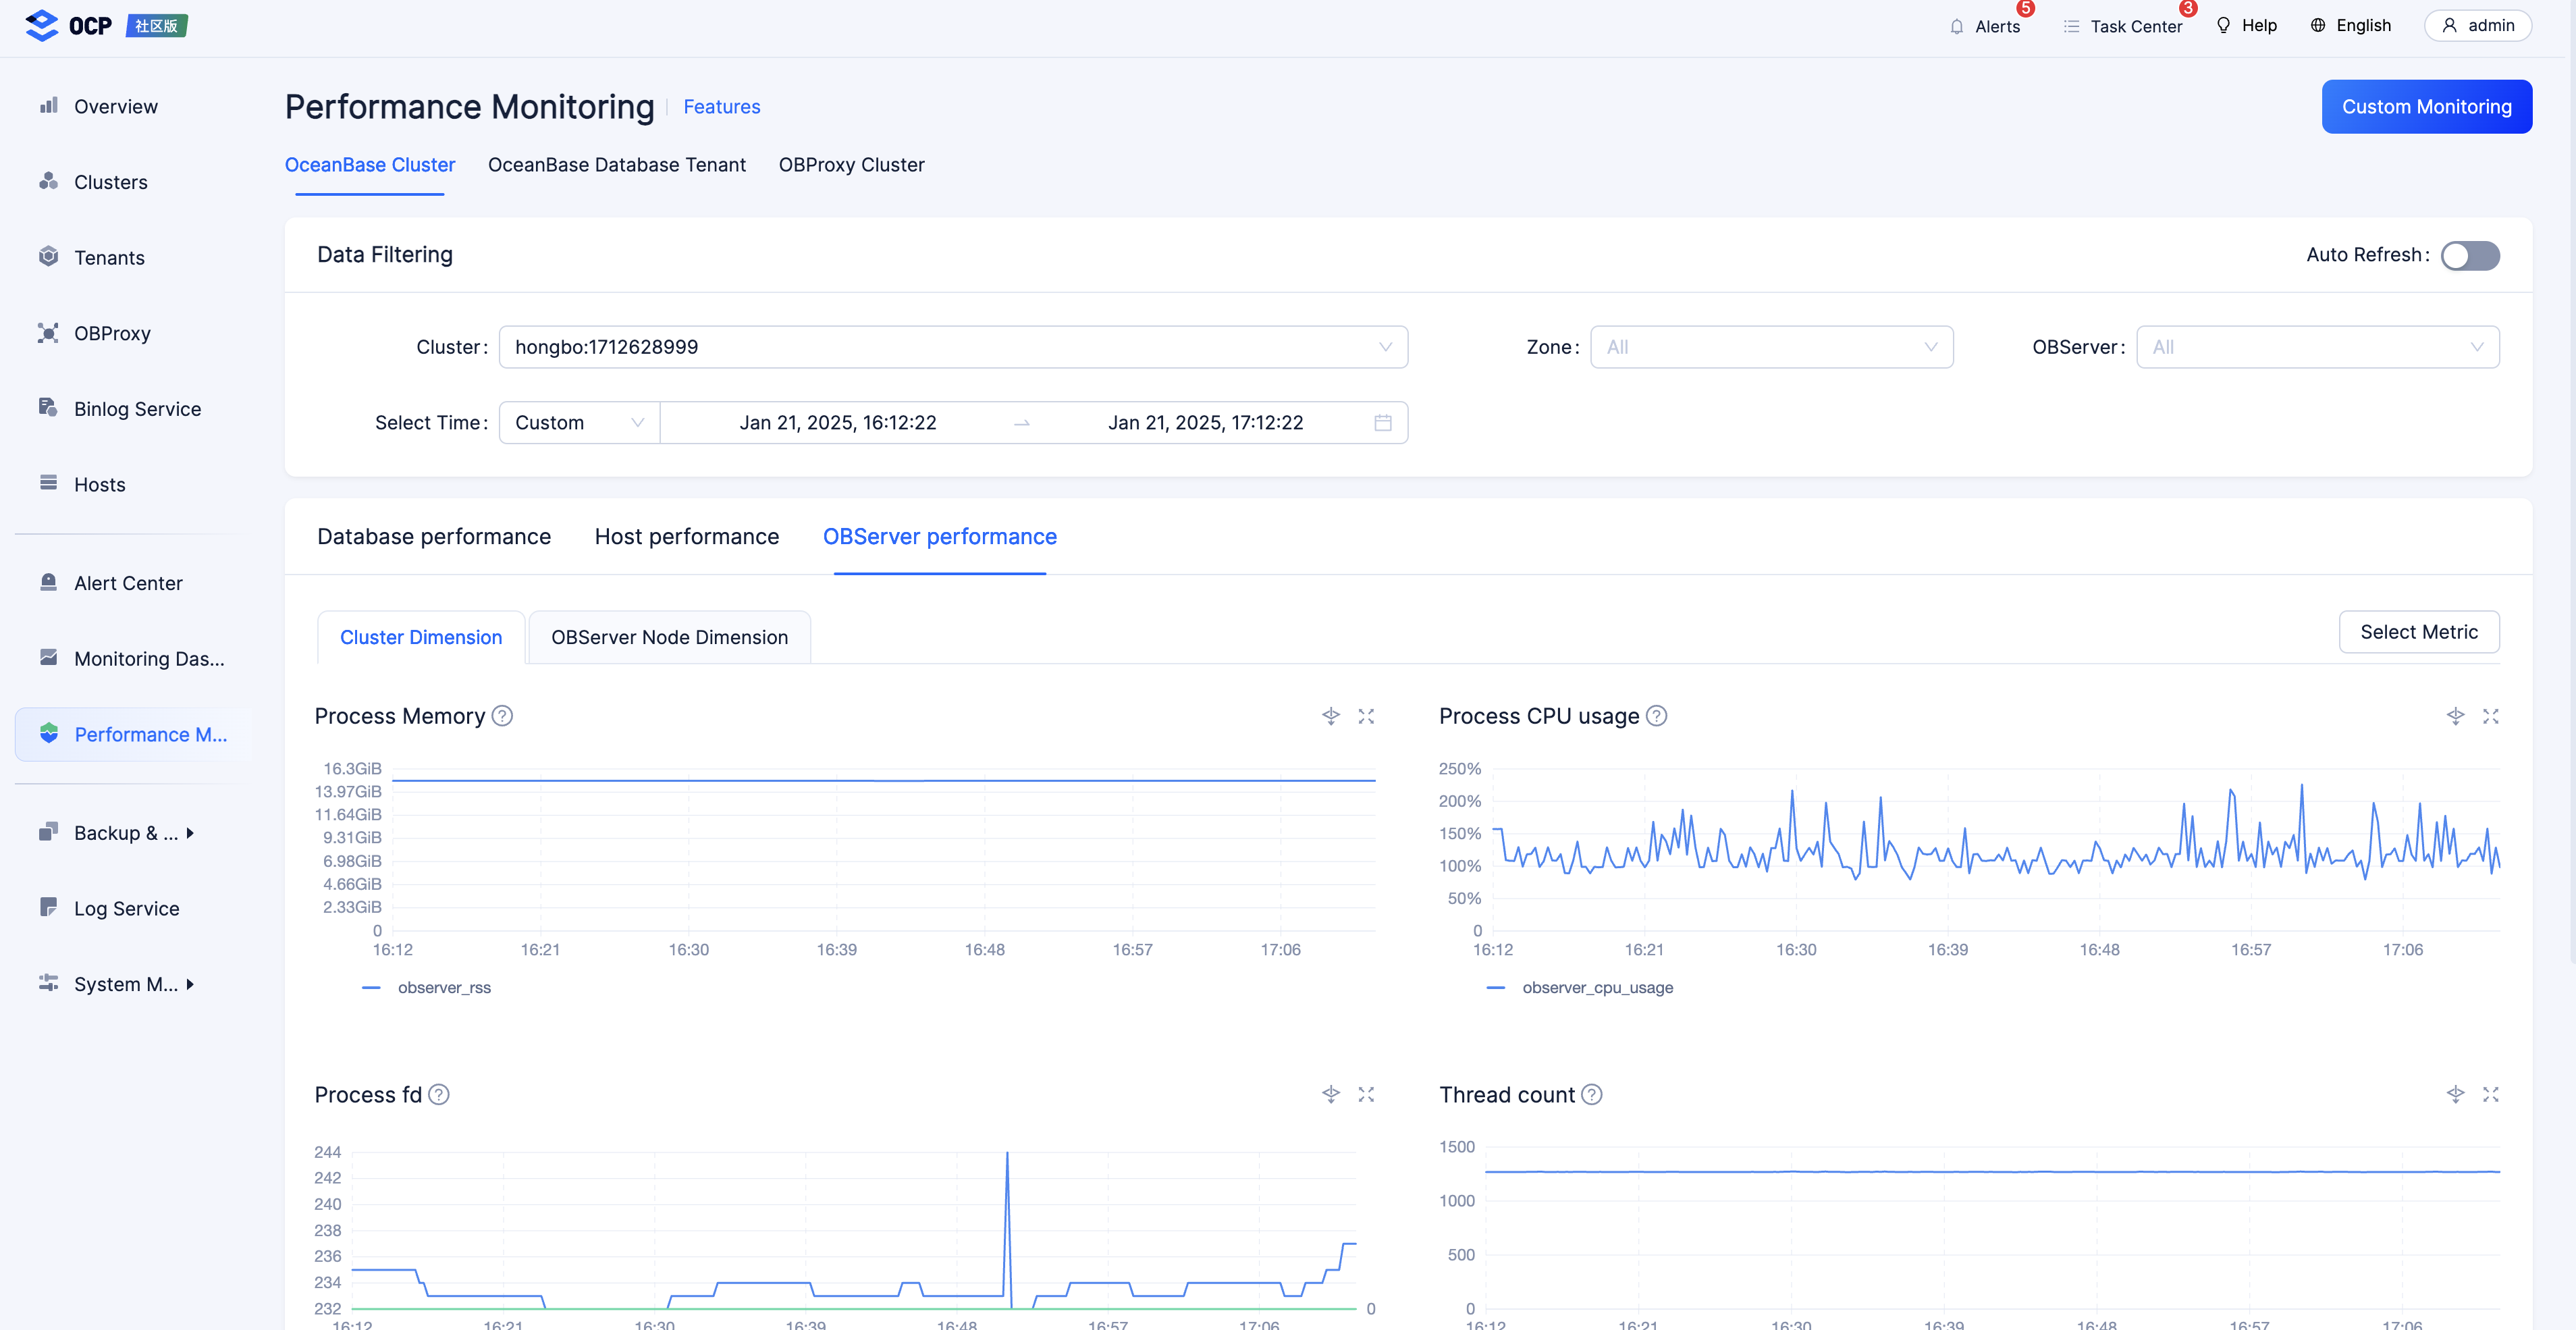 OCP 社区版
Alerts 5
Task Center 3
Help
English
admin
Overview
Clusters
Tenants
OBProxy
Binlog Service
Hosts
Alert Center
Monitoring Das...
Performance M...
Backup & ...
Log Service
System M...
Performance Monitoring
Features
Custom Monitoring
OceanBase Cluster
OceanBase Database Tenant
OBProxy Cluster
Data Filtering
Auto Refresh:
Cluster: hongbo:1712628999
Zone: All
OBServer: All
Select Time: Custom Jan 21, 2025, 16:12:22 → Jan 21, 2025, 17:12:22
Database performance
Host performance
OBServer performance
Cluster Dimension
OBServer Node Dimension
Select Metric
Process Memory
16.3GiB
13.97GiB
11.64GiB
9.31GiB
6.98GiB
4.66GiB
2.33GiB
0
16:12 16:21 16:30 16:39 16:48 16:57 17:06
observer_rss
Process CPU usage
250%
200%
150%
100%
50%
0
16:12 16:21 16:30 16:39 16:48 16:57 17:06
observer_cpu_usage
Process fd
244
242
240
238
236
234
232
0
16:12 16:21 16:30 16:39 16:48 16:57 17:06
Thread count
1500
1000
500
0
16:12 16:21 16:30 16:39 16:48 16:57 17:06